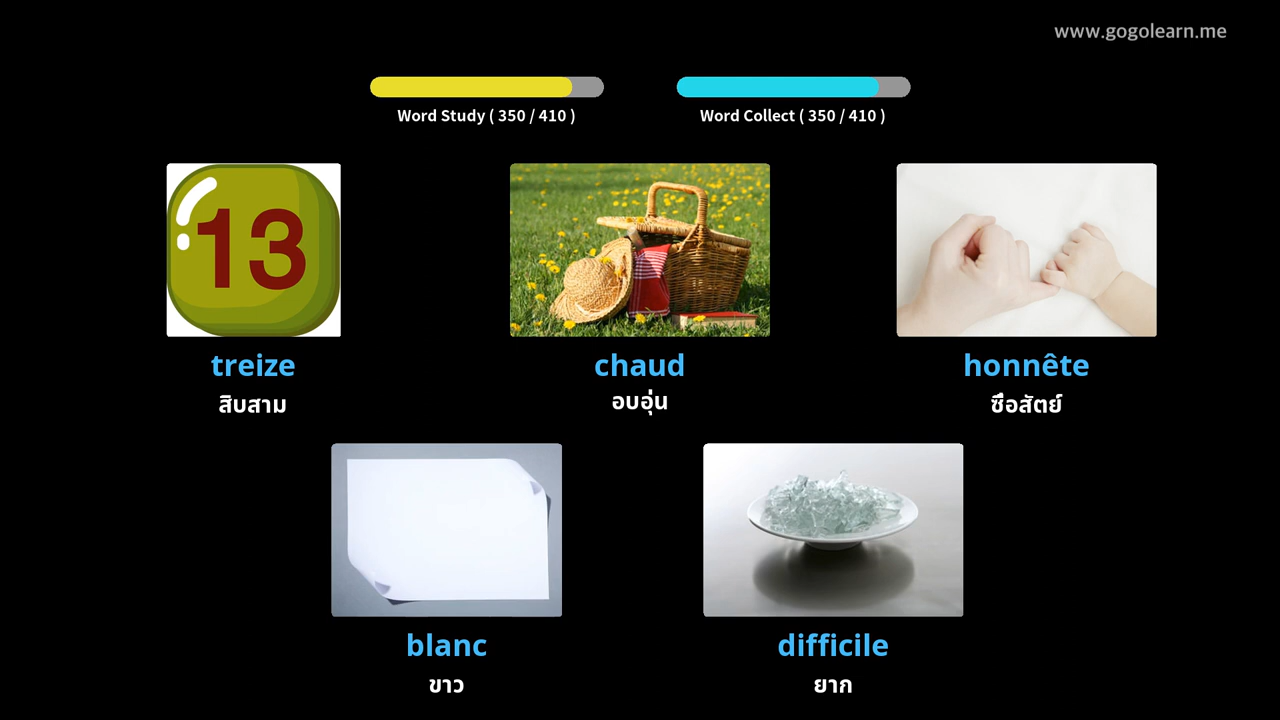 www.gogolearn.me
Word Study ( 350 / 410 )
Word Collect ( 350 / 410 )
13
treize
สิบสาม
chaud
อบอุ่น
honnête
ซื่อสัตย์
blanc
ขาว
difficile
ยาก